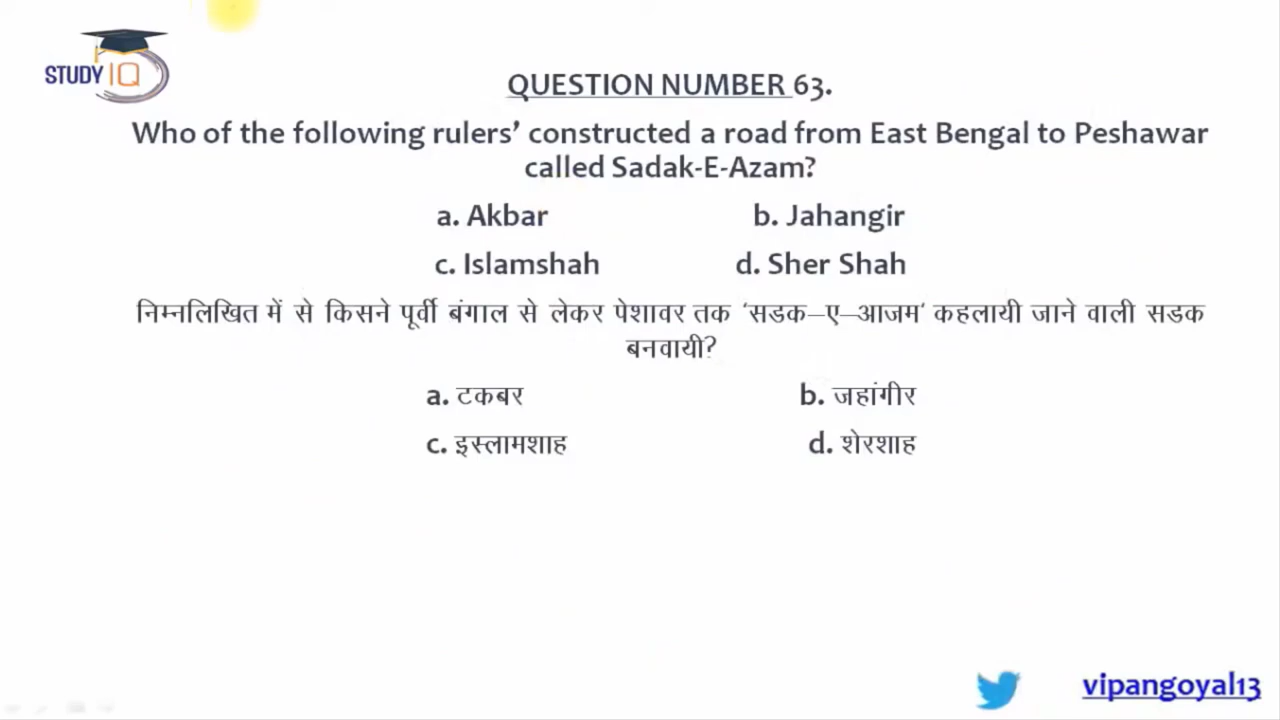 STUDY IQ
QUESTION NUMBER 63.
Who of the following rulers’ constructed a road from East Bengal to Peshawar
called Sadak-E-Azam?
a. Akbar b. Jahangir
c. Islamshah d. Sher Shah
निम्नलिखित में से किसने पूर्वी बंगाल से लेकर पेशावर तक ‘सडक–ए–आजम’ कहलायी जाने वाली सडक
बनवायी?
a. टकबर b. जहांगीर
c. इस्लामशाह d. शेरशाह
vipangoyal13